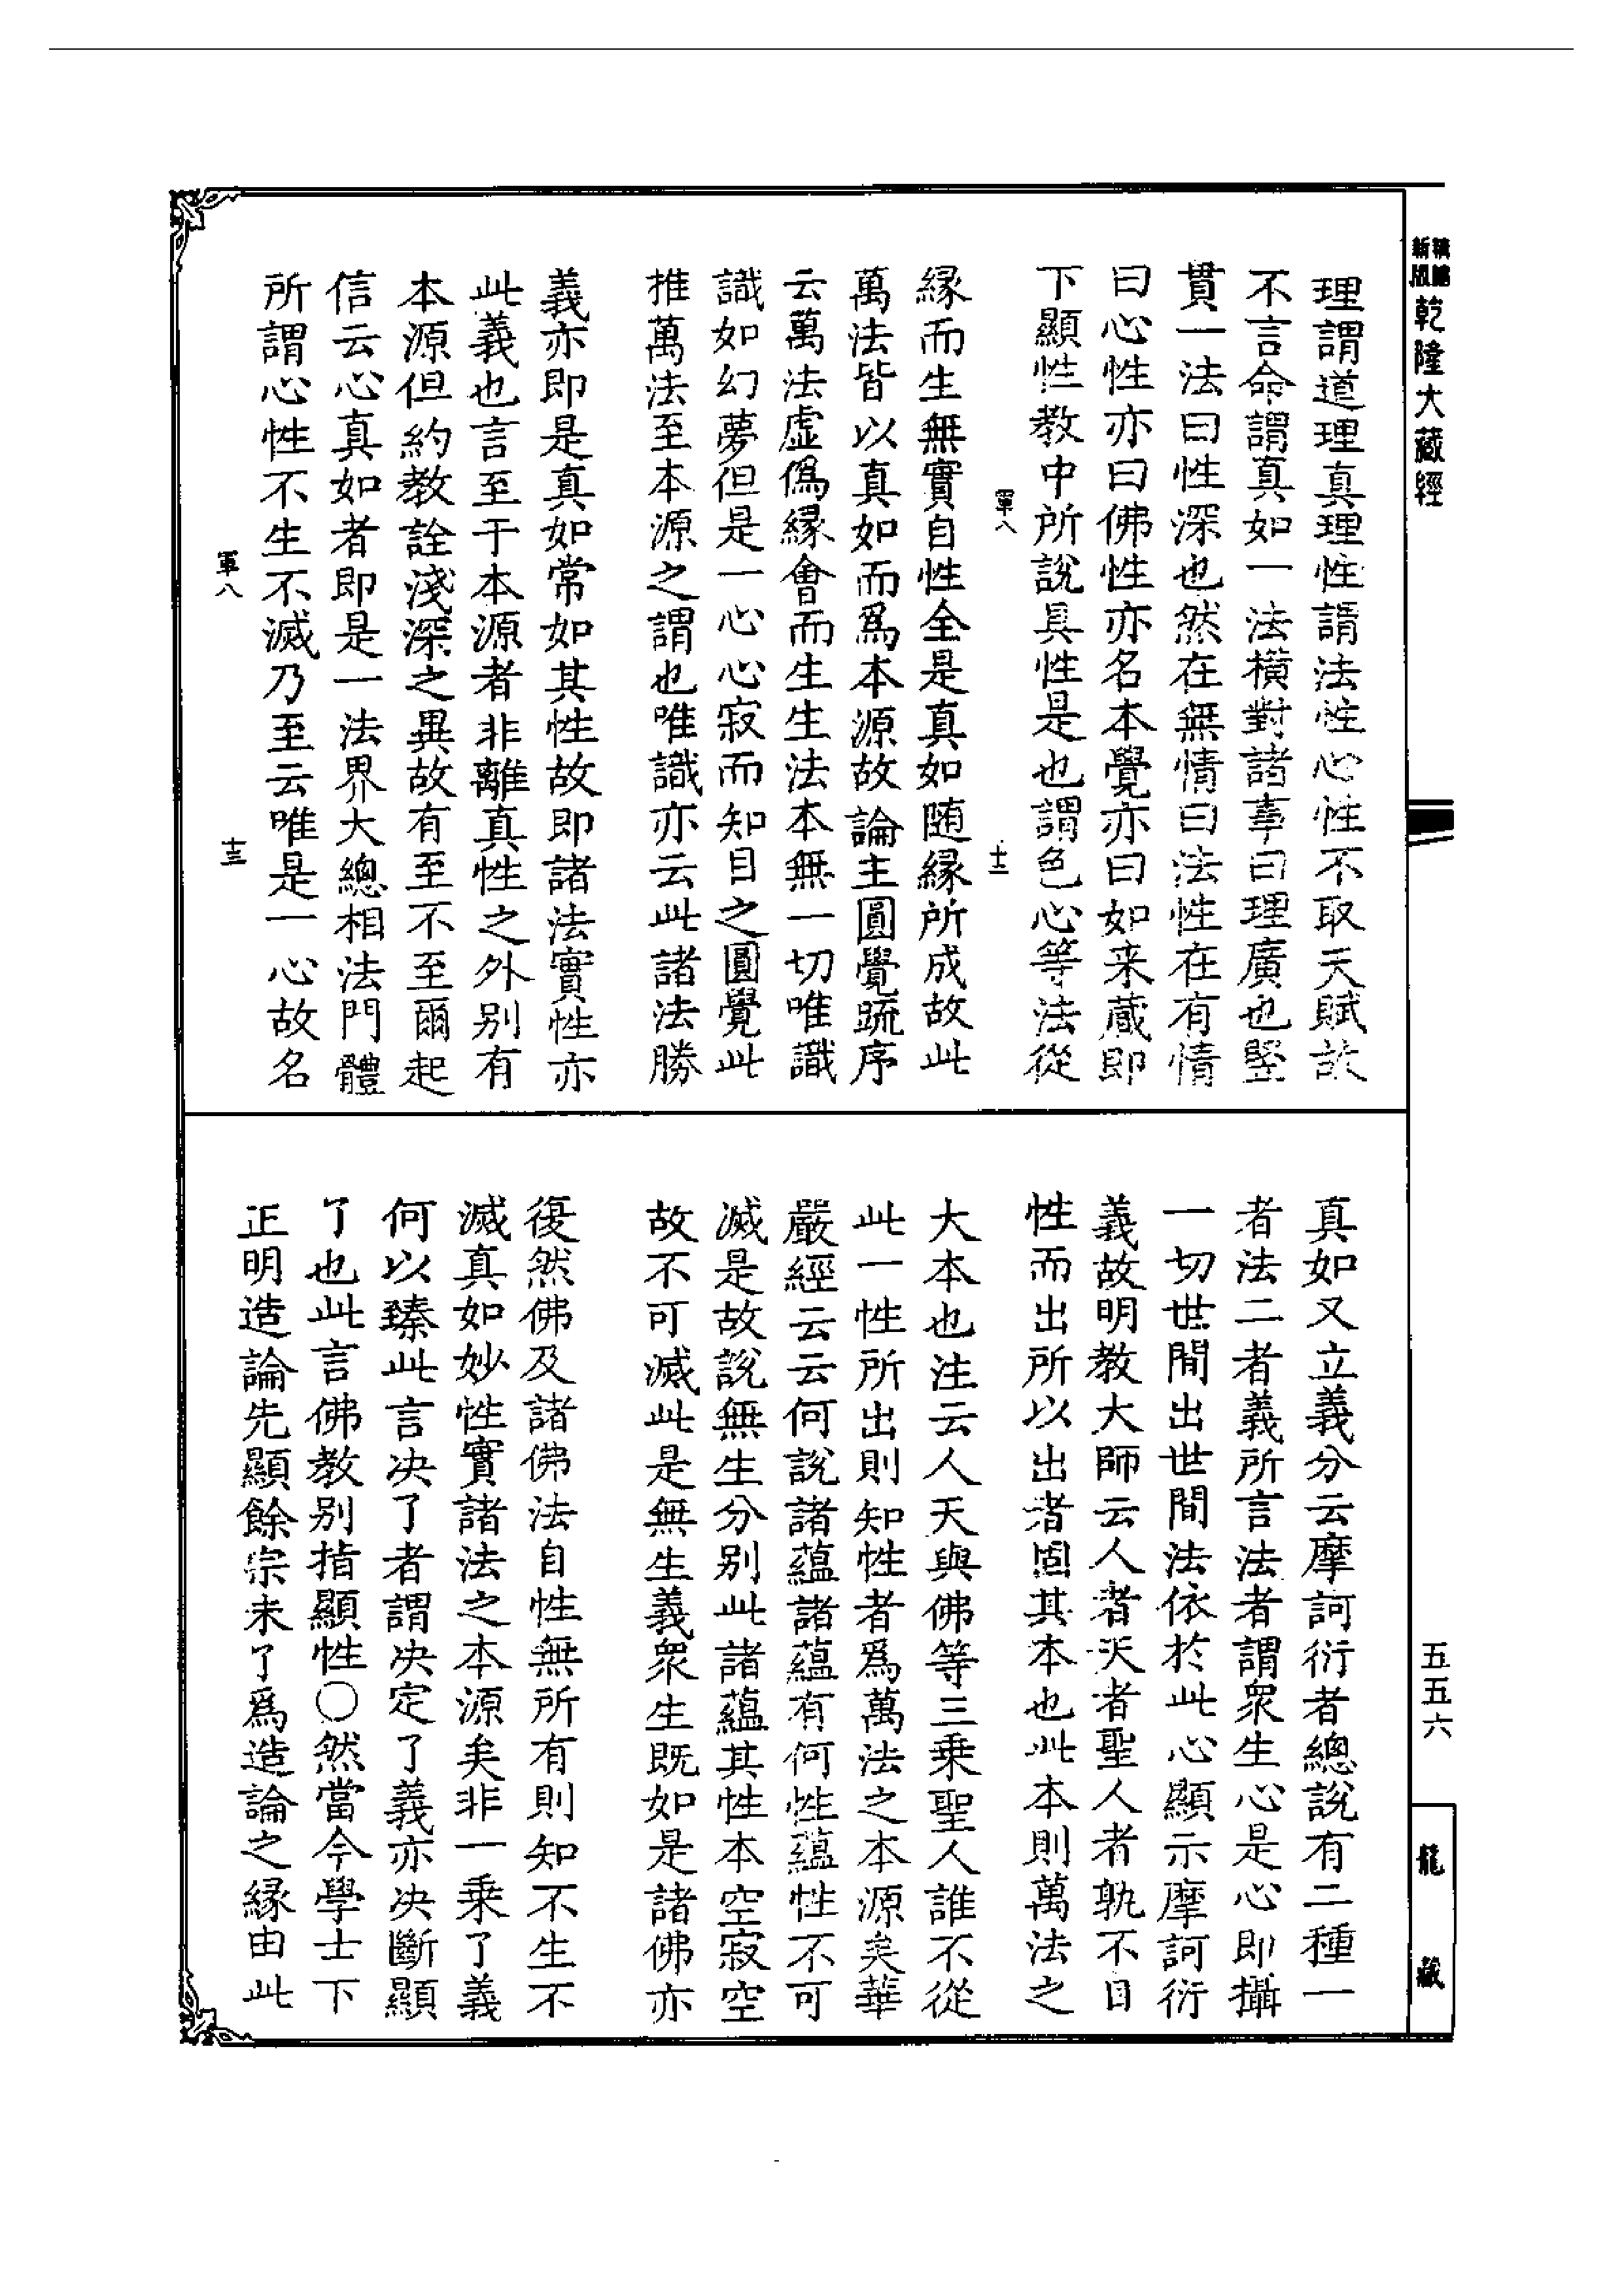 新版精編
乾隆大藏經
理謂道理真理性謂法性心性不取天賦故
不言命謂真如一法橫對諸事曰理廣也竪
貫一法曰性深也然在無情曰法性在有情
曰心性亦曰佛性亦名本覺亦曰如来蔵即
下顯性教中所說具性是也謂色心等法從
軍八
十二
緣而生無實自性全是真如随緣所成故此
萬法皆以真如而爲本源故論主圓覺疏序
云萬法虛僞緣會而生生法本無一切唯識
識如幻夢但是一心心寂而知目之圓覺此
推萬法至本源之謂也唯識亦云此諸法勝
義亦即是真如常如其性故即諸法實性亦
此義也言至于本源者非離真性之外別有
本源但約教詮淺深之異故有至不至爾起
信云心真如者即是一法界大總相法門體
所謂心性不生不滅乃至云唯是一心故名
軍八
十三
真如又立義分云摩訶衍者總說有二種一
者法二者義所言法者謂衆生心是心即攝
一切世間出世間法依於此心顯示摩訶衍
義故明教大師云人者天者聖人者孰不自
性而出所以出者固其本也此本則萬法之
大本也注云人天與佛等三乘聖人誰不從
此一性所出則知性者爲萬法之本源矣華
嚴經云云何說諸蘊諸蘊有何性蘊性不可
滅是故說無生分別此諸蘊其性本空寂空
故不可滅此是無生義衆生既如是諸佛亦
復然佛及諸佛法自性無所有則知不生不
滅真如妙性實諸法之本源矣非一乘了義
何以臻此言决了者謂决定了義亦决斷顯
了也此言佛教別指顯性○然當今學士下
正明造論先顯餘宗未了爲造論之緣由此
五五六
龍藏